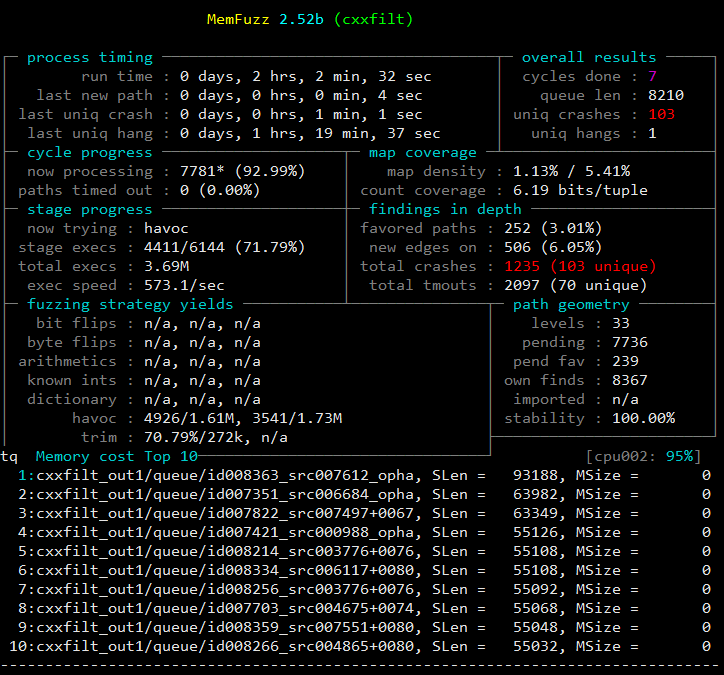 MemFuzz 2.52b (cxxfilt)
process timing overall results
run time : 0 days, 2 hrs, 2 min, 32 sec cycles done : 7
last new path : 0 days, 0 hrs, 0 min, 4 sec queue len : 8210
last uniq crash : 0 days, 0 hrs, 1 min, 1 sec uniq crashes : 103
last uniq hang : 0 days, 1 hrs, 19 min, 37 sec uniq hangs : 1
cycle progress map coverage
now processing : 7781* (92.99%) map density : 1.13% / 5.41%
paths timed out : 0 (0.00%) count coverage : 6.19 bits/tuple
stage progress findings in depth
now trying : havoc favored paths : 252 (3.01%)
stage execs : 4411/6144 (71.79%) new edges on : 506 (6.05%)
total execs : 3.69M total crashes : 1235 (103 unique)
exec speed : 573.1/sec total tmouts : 2097 (70 unique)
fuzzing strategy yields path geometry
bit flips : n/a, n/a, n/a levels : 33
byte flips : n/a, n/a, n/a pending : 7736
arithmetics : n/a, n/a, n/a pend fav : 239
known ints : n/a, n/a, n/a own finds : 8367
dictionary : n/a, n/a, n/a imported : n/a
havoc : 4926/1.61M, 3541/1.73M stability : 100.00%
trim : 70.79%/272k, n/a
tq Memory cost Top 10 [cpu002: 95%]
1:cxxfilt_out1/queue/id008363_src007612_opha, SLen = 93188, MSize = 0
2:cxxfilt_out1/queue/id007351_src006684_opha, SLen = 63982, MSize = 0
3:cxxfilt_out1/queue/id007822_src007497+0067, SLen = 63349, MSize = 0
4:cxxfilt_out1/queue/id007421_src000988_opha, SLen = 55126, MSize = 0
5:cxxfilt_out1/queue/id008214_src003776+0076, SLen = 55108, MSize = 0
6:cxxfilt_out1/queue/id008334_src006117+0080, SLen = 55108, MSize = 0
7:cxxfilt_out1/queue/id008256_src003776+0076, SLen = 55092, MSize = 0
8:cxxfilt_out1/queue/id007703_src004675+0074, SLen = 55068, MSize = 0
9:cxxfilt_out1/queue/id008359_src007551+0080, SLen = 55048, MSize = 0
10:cxxfilt_out1/queue/id008266_src004865+0080, SLen = 55032, MSize = 0